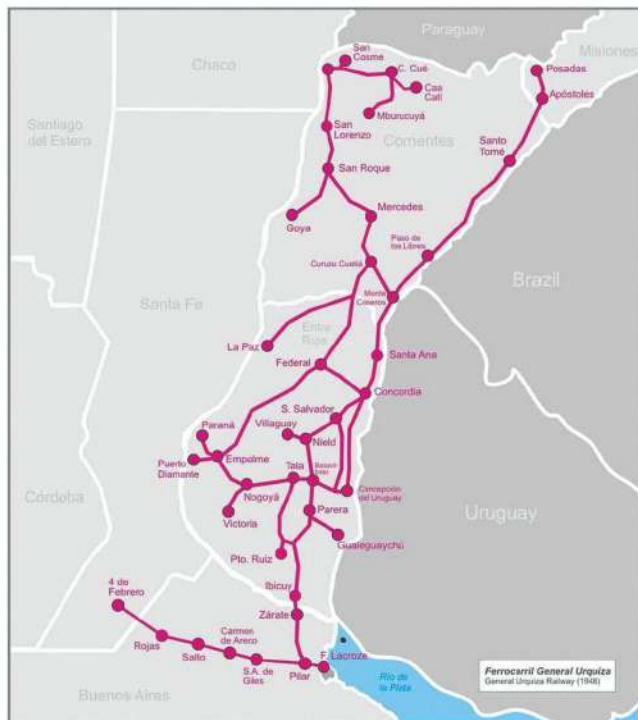 Paraguay
Misiones
Chaco
San
Cosme
C. Cué
Caa
Cati
Mburucuyá
Posadas
Apóstoles
Santiago
del Estero
San
Lorenzo
Corrientes
Santo
Tomé
San Roque
Mercedes
Goya
Paso de
los Libres
Curuzu Cuatiá
Monte
Caseros
Brazil
Santa Fe
Entre
Rios
La Paz
Federal
Santa Ana
Concordia
S. Salvador
Villaguay
Nield
Paraná
Puerto
Diamante
Empalme
Tala
Nogoyá
Victoria
Concepción
del Uruguay
Parera
Gualeguaychú
Córdoba
Uruguay
Pto. Ruiz
Ibicuy
4 de
Febrero
Zárate
Rojas
Salto
Carmen
de Areco
S.A. de
Giles
Pilar
F. Lacroze
Buenos Aires
Rio de
la Plata
Ferrocarril General Urquiza
General Urquiza Railway (1948)